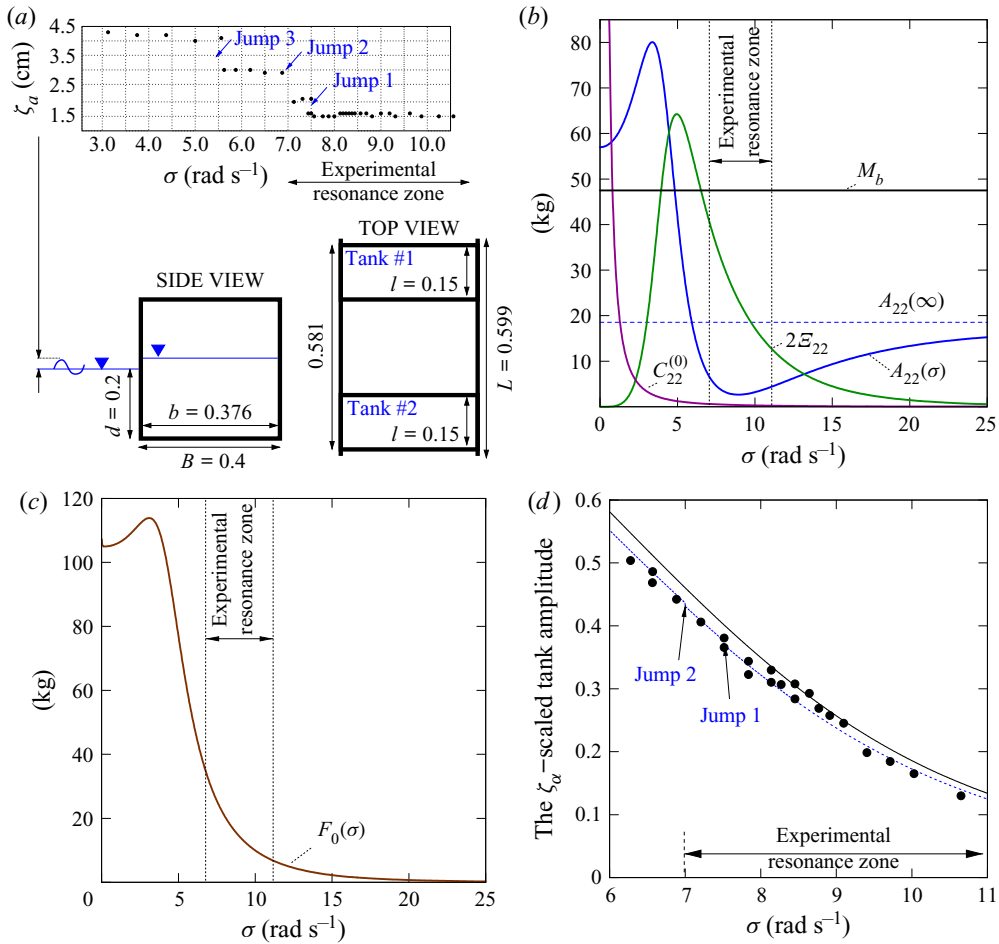 (a)
4.5
3.5
2.5
1.5
ζa (cm)
Jump 3
Jump 2
Jump 1
3.0 4.0 5.0 6.0 7.0 8.0 9.0 10.0
σ (rad s–1)
Experimental
resonance zone
SIDE VIEW
d = 0.2
b = 0.376
B = 0.4
TOP VIEW
Tank #1
l = 0.15
0.581
L = 0.599
Tank #2
l = 0.15
(b)
80
70
60
50
40
30
20
10
0
(kg)
Experimental
resonance zone
Mb
A22(∞)
2Ξ22
C22(0)
A22(σ)
0 5 10 15 20 25
σ (rad s–1)
(c)
120
100
80
60
40
20
0
(kg)
Experimental
resonance zone
F0(σ)
5 10 15 20 25
σ (rad s–1)
(d)
0.6
0.5
0.4
0.3
0.2
0.1
0
The ζα–scaled tank amplitude
Jump 2
Jump 1
Experimental
resonance zone
6 7 8 9 10 11
σ (rad s–1)